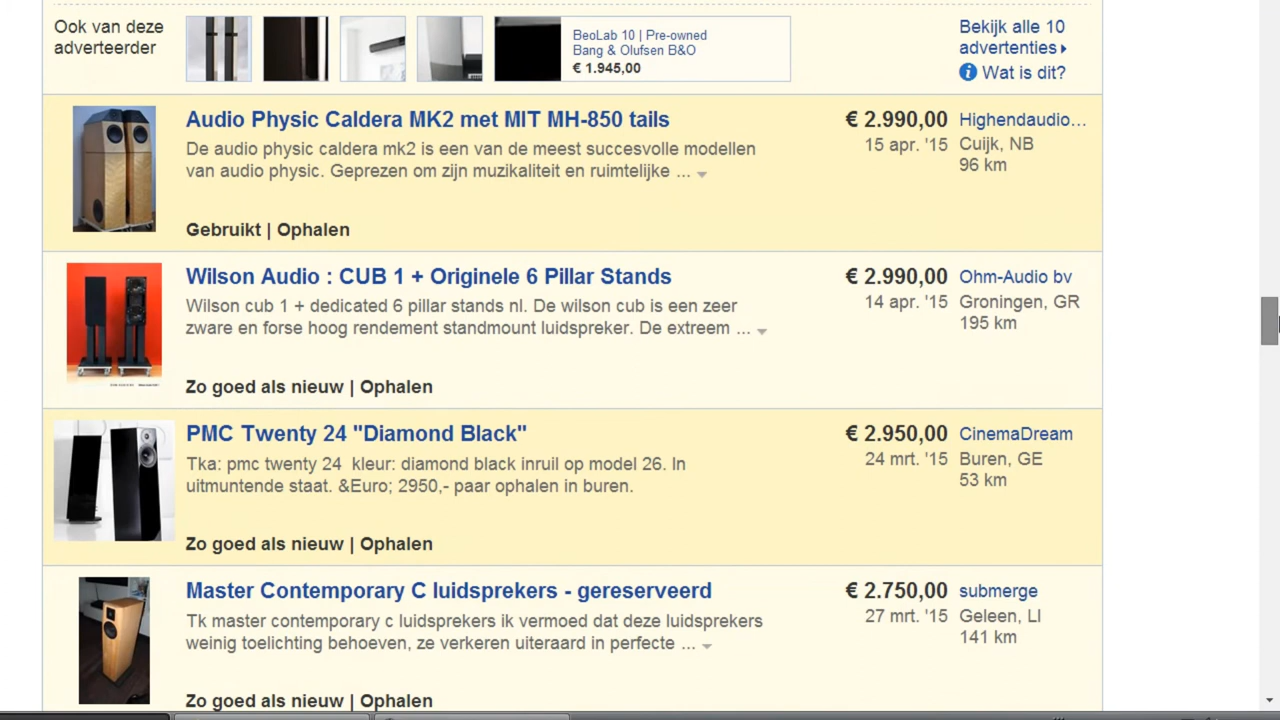 Ook van deze
adverteerder
BeoLab 10 | Pre-owned
Bang & Olufsen B&O
€ 1.945,00
Bekijk alle 10
advertenties
Wat is dit?
Audio Physic Caldera MK2 met MIT MH-850 tails
€ 2.990,00
Highendaudio…
De audio physic caldera mk2 is een van de meest succesvolle modellen
15 apr. '15
Cuijk, NB
van audio physic. Geprezen om zijn muzikaliteit en ruimtelijke ...
96 km
Gebruikt | Ophalen
Wilson Audio : CUB 1 + Originele 6 Pillar Stands
€ 2.990,00
Ohm-Audio bv
Wilson cub 1 + dedicated 6 pillar stands nl. De wilson cub is een zeer
14 apr. '15
Groningen, GR
zware en forse hoog rendement standmount luidspreker. De extreem ...
195 km
Zo goed als nieuw | Ophalen
PMC Twenty 24 "Diamond Black"
€ 2.950,00
CinemaDream
Tka: pmc twenty 24 kleur: diamond black inruil op model 26. In
24 mrt. '15
Buren, GE
uitmuntende staat. &Euro; 2950,- paar ophalen in buren.
53 km
Zo goed als nieuw | Ophalen
Master Contemporary C luidsprekers - gereserveerd
€ 2.750,00
submerge
Tk master contemporary c luidsprekers ik vermoed dat deze luidsprekers
27 mrt. '15
Geleen, LI
weinig toelichting behoeven, ze verkeren uiteraard in perfecte ...
141 km
Zo goed als nieuw | Ophalen